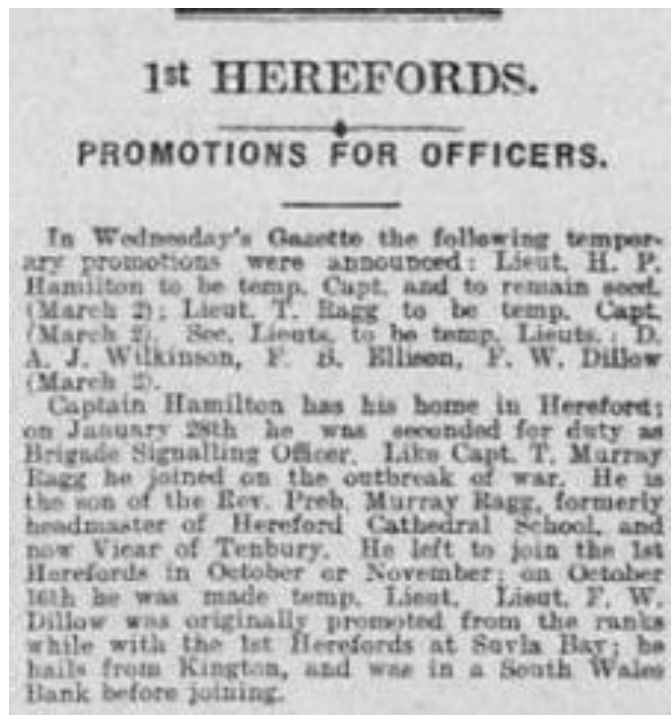 1st HEREFORDS.
PROMOTIONS FOR OFFICERS.
In Wednesday's Gazette the following tempor-
ary promotions were announced: Lieut. H. P.
Hamilton to be temp. Capt. and to remain secd.
(March 2); Lieut. T. Ragg to be temp. Capt.
(March 2). Sec. Lieuts. to be temp. Lieuts.: D.
A. J. Wilkinson, F. B. Ellison, F. W. Dillow
(March 2).
Captain Hamilton has his home in Hereford;
on January 28th he was seconded for duty as
Brigade Signalling Officer. Like Capt. T. Murray
Ragg he joined on the outbreak of war. He is
the son of the Rev. Preb. Murray Ragg, formerly
headmaster of Hereford Cathedral School, and
now Vicar of Tenbury. He left to join the 1st
Herefords in October or November; on October
16th he was made temp. Lieut. Lieut. F. W.
Dillow was originally promoted from the ranks
while with the 1st Herefords at Suvla Bay; he
hails from Kington, and was in a South Wales
Bank before joining.